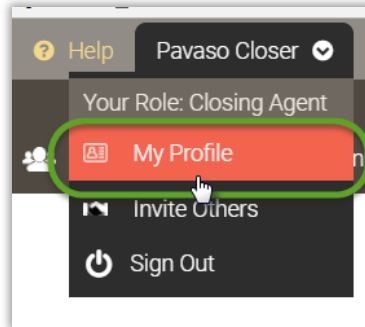 Help Pavaso Closer
Your Role: Closing Agent
My Profile
Invite Others
Sign Out